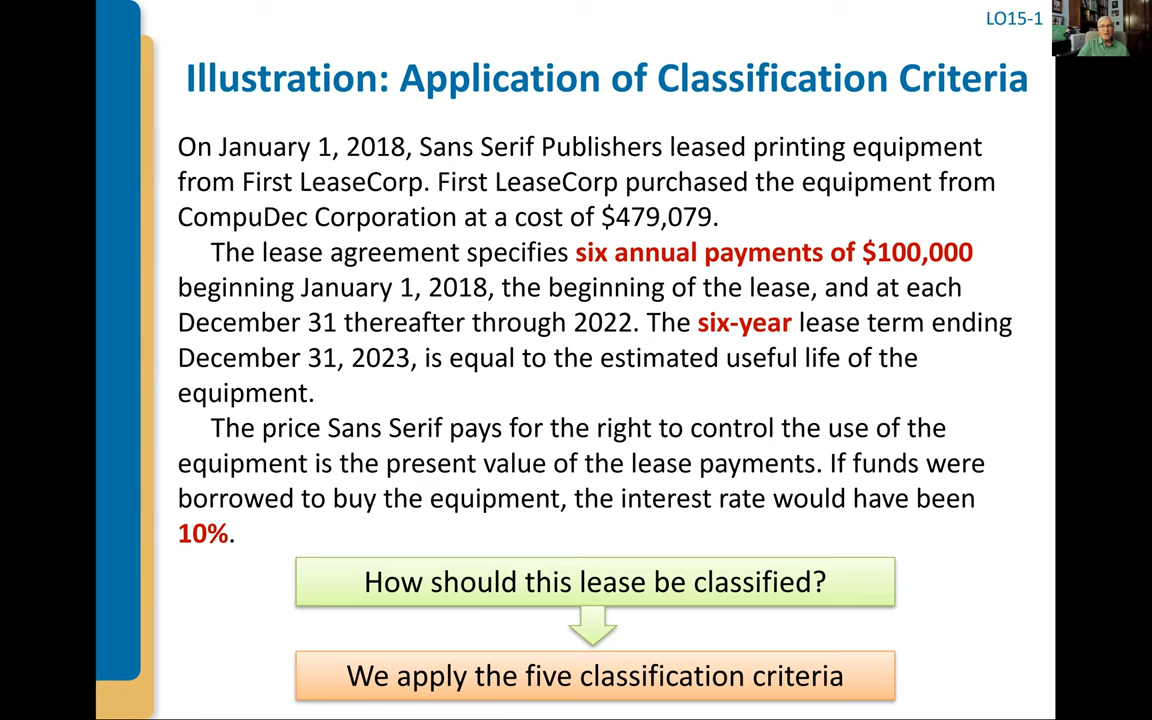 LO15-1
Illustration: Application of Classification Criteria
On January 1, 2018, Sans Serif Publishers leased printing equipment
from First LeaseCorp. First LeaseCorp purchased the equipment from
CompuDec Corporation at a cost of $479,079.
The lease agreement specifies six annual payments of $100,000
beginning January 1, 2018, the beginning of the lease, and at each
December 31 thereafter through 2022. The six-year lease term ending
December 31, 2023, is equal to the estimated useful life of the
equipment.
The price Sans Serif pays for the right to control the use of the
equipment is the present value of the lease payments. If funds were
borrowed to buy the equipment, the interest rate would have been
10%.
How should this lease be classified?
We apply the five classification criteria